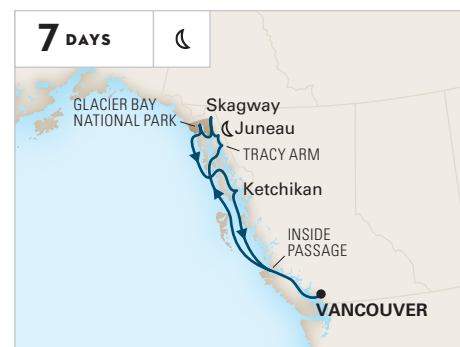 7 DAYS
GLACIER BAY
NATIONAL PARK
Skagway
Juneau
TRACY ARM
Ketchikan
INSIDE
PASSAGE
VANCOUVER